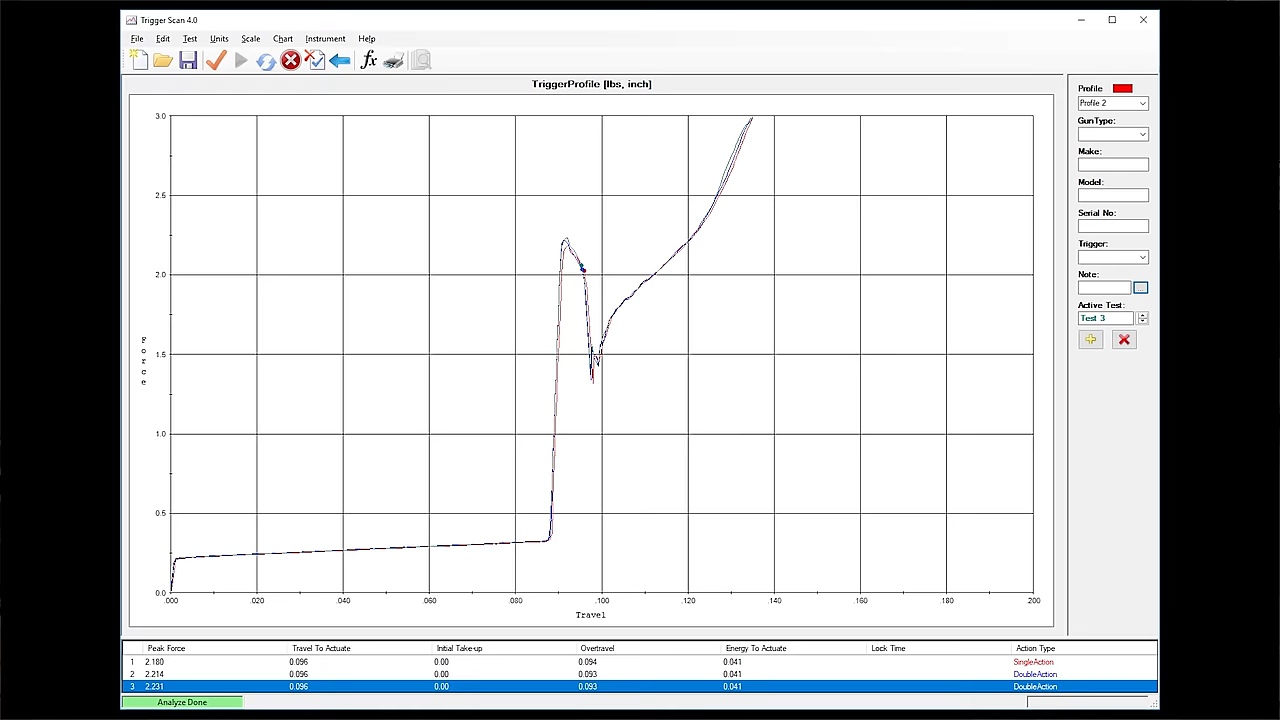 Trigger Scan 4.0
File Edit Test Units Scale Chart Instrument Help
fx
TriggerProfile [lbs, inch]
3.0
2.5
2.0
1.5
1.0
0.5
0.0
Force
.000 .020 .040 .060 .080 .100 .120 .140 .160 .180 .200
Travel
Profile
Profile 2
GunType:
Make:
Model:
Serial No:
Trigger:
Note:
...
Active Test:
Test 3
Peak Force Travel To Actuate Initial Take-up Overtravel Energy To Actuate Lock Time Action Type
1 2.180 0.096 0.00 0.094 0.041 SingleAction
2 2.214 0.096 0.00 0.093 0.041 DoubleAction
3 2.231 0.096 0.00 0.093 0.041 DoubleAction
Analyze Done